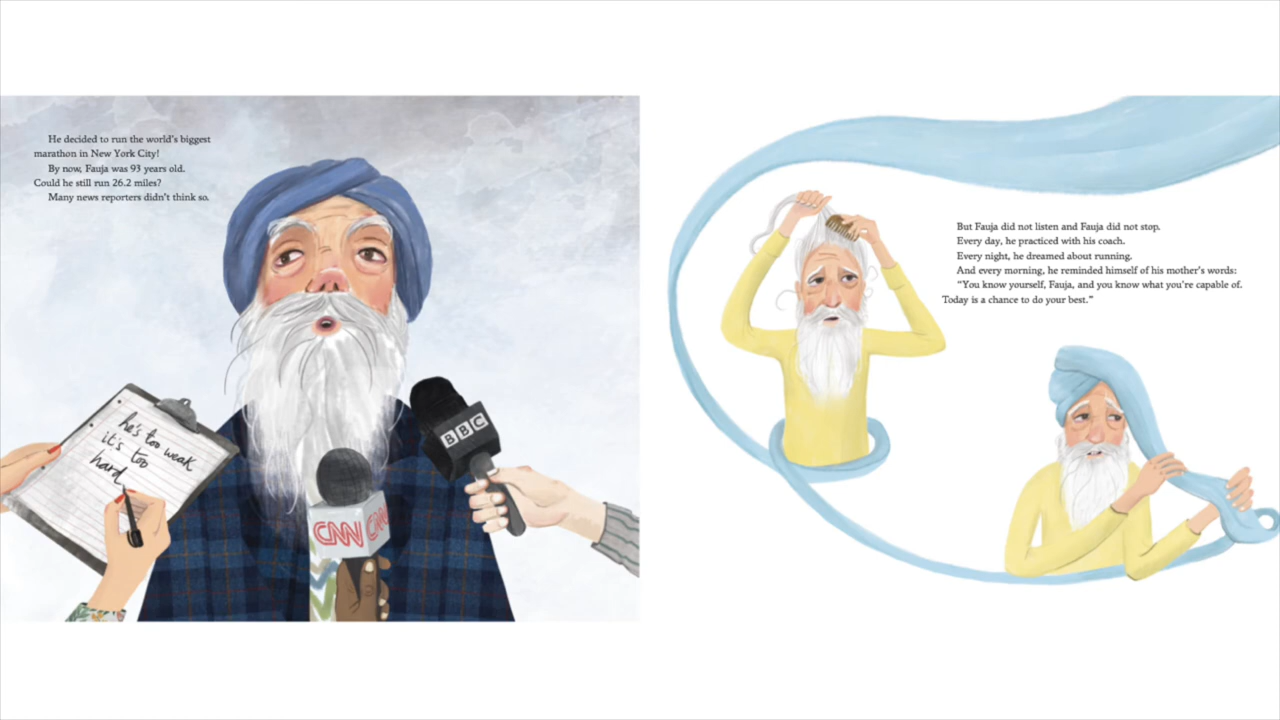 He decided to run the world's biggest
marathon in New York City!
By now, Fauja was 93 years old.
Could he still run 26.2 miles?
Many news reporters didn't think so.
he's too weak
it's too
hard
BBC
CNN CNN
But Fauja did not listen and Fauja did not stop.
Every day, he practiced with his coach.
Every night, he dreamed about running.
And every morning, he reminded himself of his mother's words:
"You know yourself, Fauja, and you know what you're capable of.
Today is a chance to do your best."